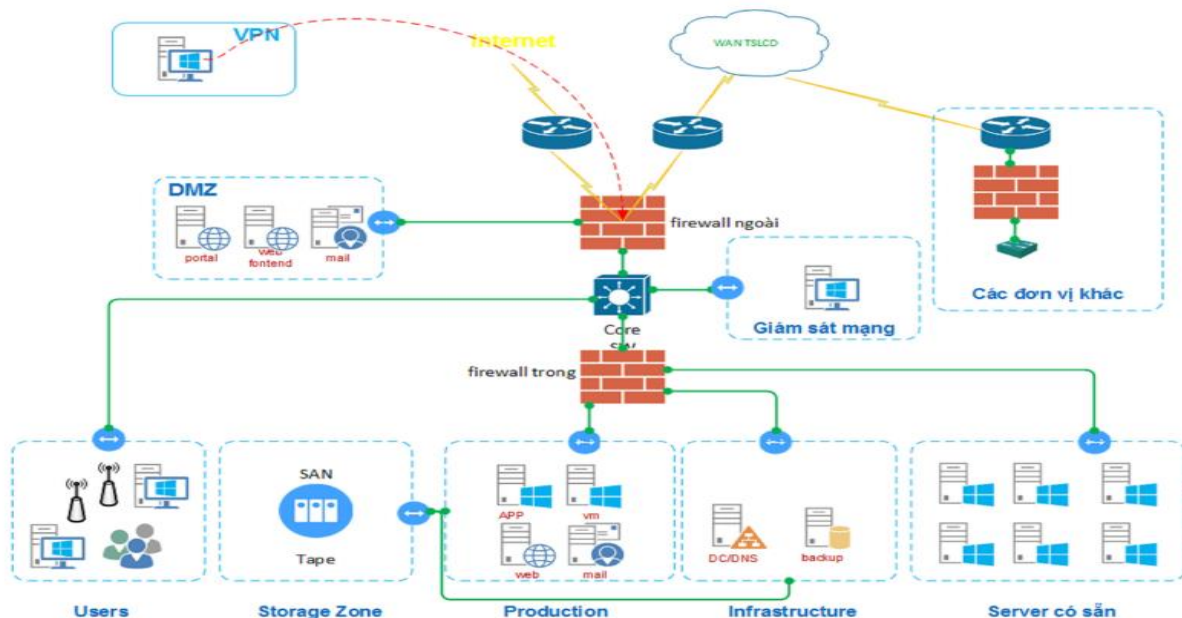 VPN
Internet
WAN TSLCD
DMZ
portal
web
fontend
mail
firewall ngoài
Core
SW
Giám sát mạng
Các đơn vị khác
firewall trong
SAN
Tape
APP
vm
web
mail
DC/DNS
backup
Users
Storage Zone
Production
Infrastructure
Server có sẵn